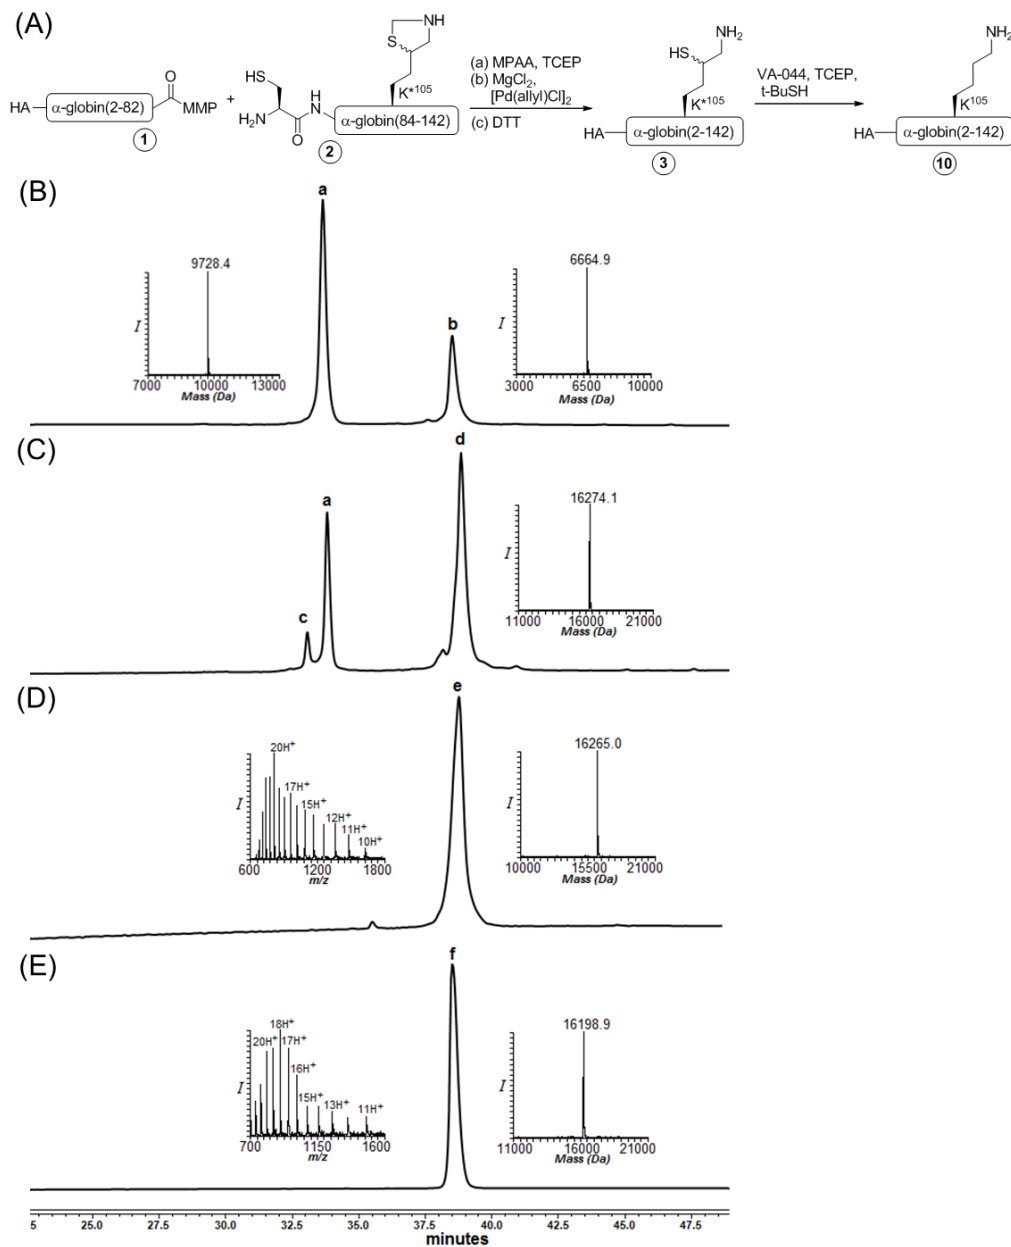 (A)
HA
α-globin(2-82)
O
MMP
1
+
HS
H2N
O
H
N
α-globin(84-142)
2
NH
S
K*105
(a) MPAA, TCEP
(b) MgCl2,
[Pd(allyl)Cl]2
(c) DTT
NH2
HS
K*105
HA
α-globin(2-142)
3
VA-044, TCEP,
t-BuSH
NH2
K105
HA
α-globin(2-142)
10
(B)
a
b
9728.4
I
7000 10000 13000
Mass (Da)
6664.9
I
3000 6500 10000
Mass (Da)
(C)
c
a
d
16274.1
I
11000 16000 21000
Mass (Da)
(D)
e
20H+
17H+
15H+
12H+
11H+
10H+
I
600 1200 1800
m/z
16265.0
I
10000 15500 21000
Mass (Da)
(E)
f
18H+
20H+
17H+
16H+
15H+
13H+
11H+
I
700 1150 1600
m/z
16198.9
I
11000 16000 21000
Mass (Da)
5 25.0 27.5 30.0 32.5 35.0 37.5 40.0 42.5 45.0 47.5
minutes